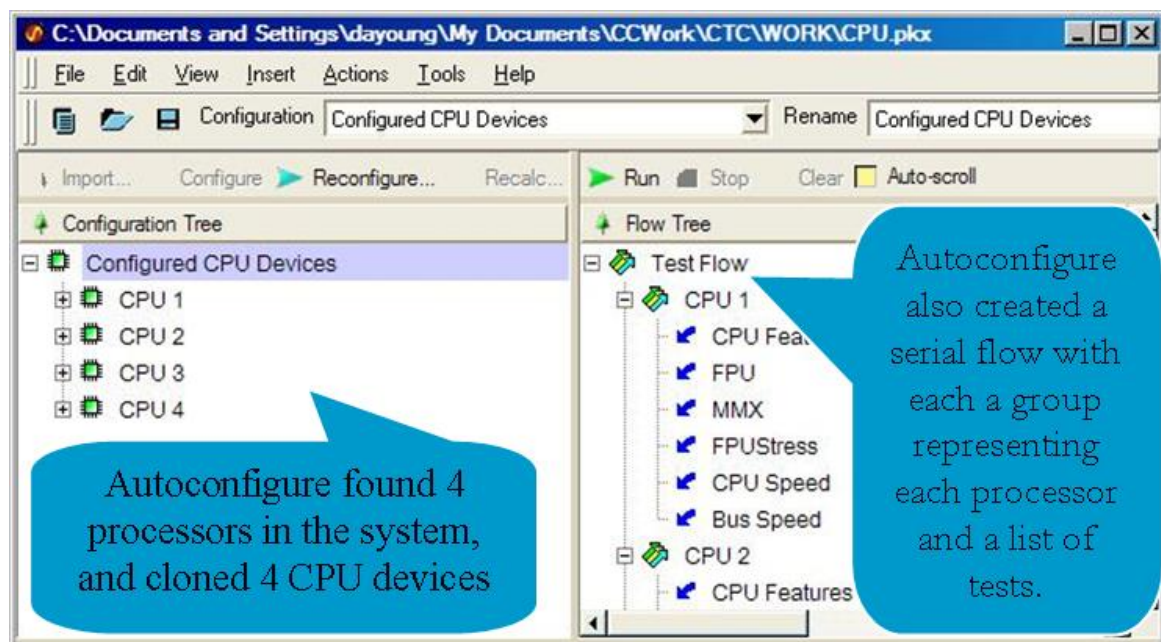 C:\Documents and Settings\dayoung\My Documents\CCWork\CTC\WORK\CPU.pkx
File Edit View Insert Actions Tools Help
Configuration Configured CPU Devices Rename Configured CPU Devices
Import... Configure Reconfigure... Recalc...
Run Stop Clear Auto-scroll
Configuration Tree
Configured CPU Devices
CPU 1
CPU 2
CPU 3
CPU 4
Autoconfigure found 4
processors in the system,
and cloned 4 CPU devices
Flow Tree
Test Flow
CPU 1
CPU Feat
FPU
MMX
FPUStress
CPU Speed
Bus Speed
CPU 2
CPU Features
Autoconfigure
also created a
serial flow with
each a group
representing
each processor
and a list of
tests.